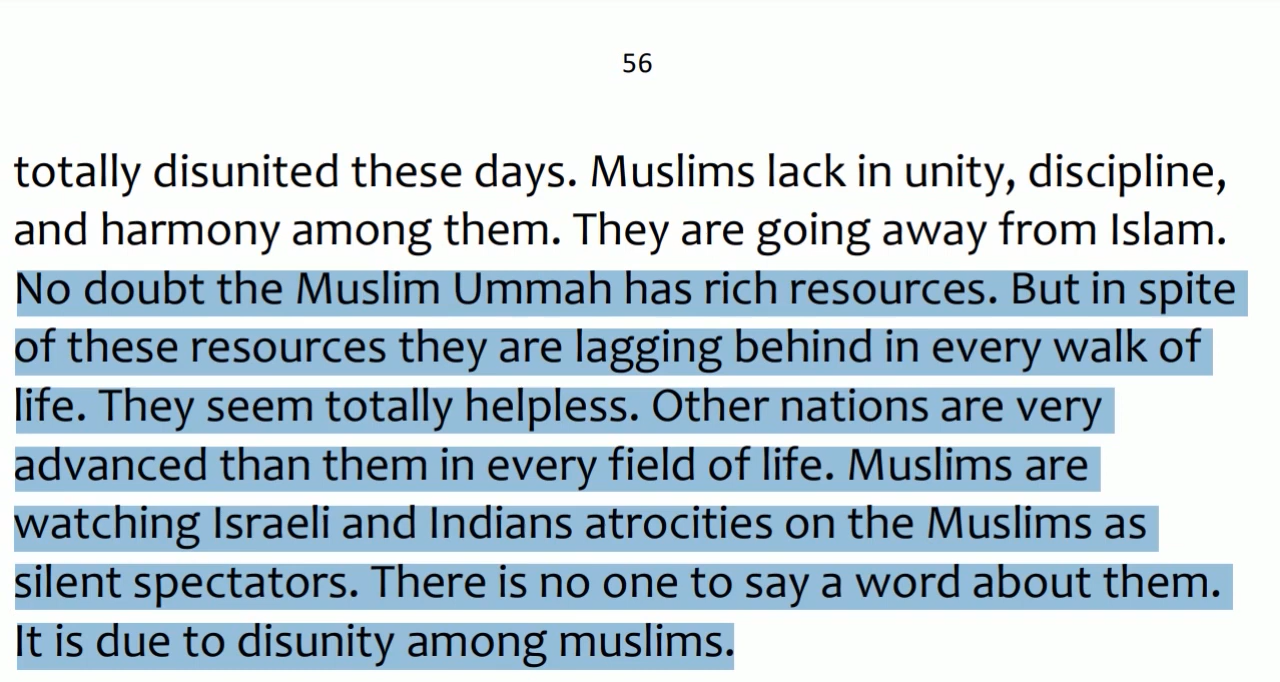 56
totally disunited these days. Muslims lack in unity, discipline,
and harmony among them. They are going away from Islam.
No doubt the Muslim Ummah has rich resources. But in spite
of these resources they are lagging behind in every walk of
life. They seem totally helpless. Other nations are very
advanced than them in every field of life. Muslims are
watching Israeli and Indians atrocities on the Muslims as
silent spectators. There is no one to say a word about them.
It is due to disunity among muslims.